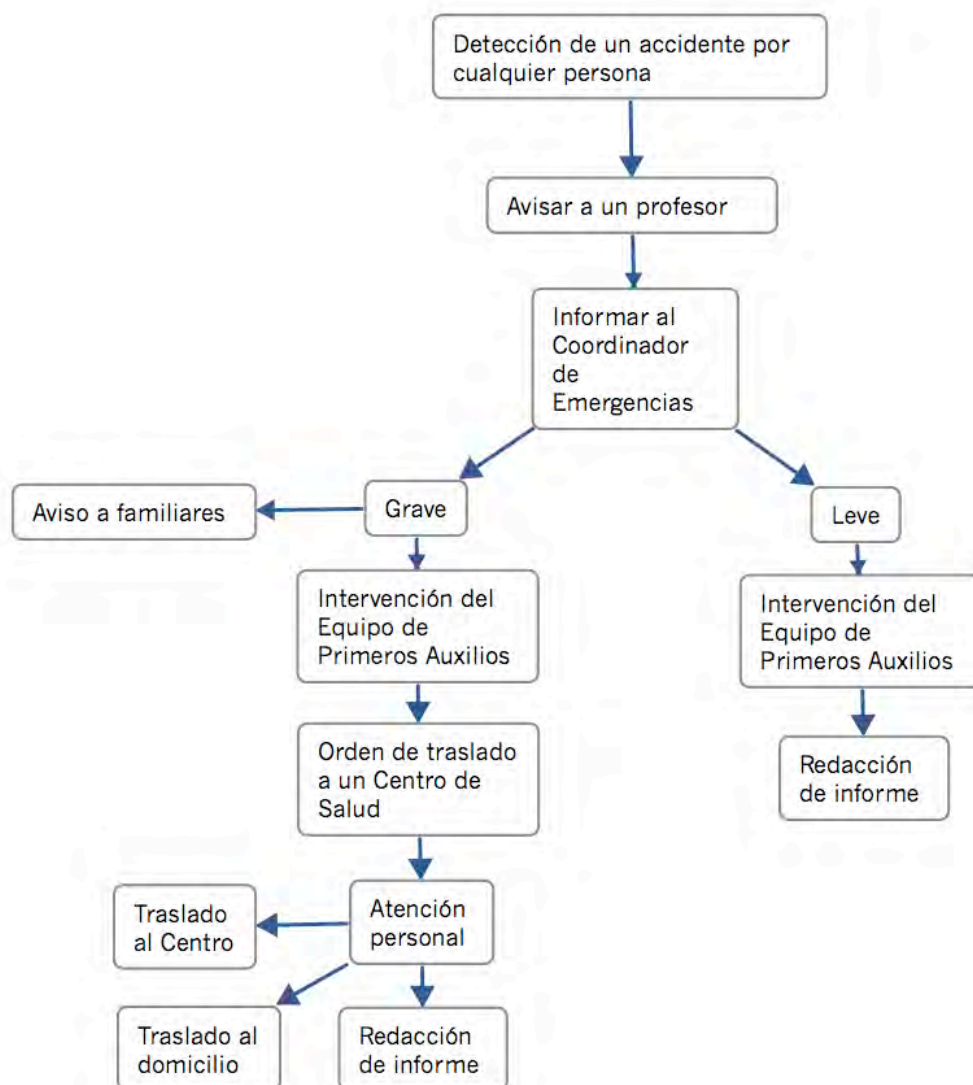 Detección de un accidente por
cualquier persona
Avisar a un profesor
Informar al
Coordinador
de
Emergencias
Aviso a familiares
Grave
Leve
Intervención del
Equipo de
Primeros Auxilios
Intervención del
Equipo de
Primeros Auxilios
Orden de traslado
a un Centro de
Salud
Redacción
de informe
Traslado
al Centro
Atención
personal
Traslado al
domicilio
Redacción
de informe